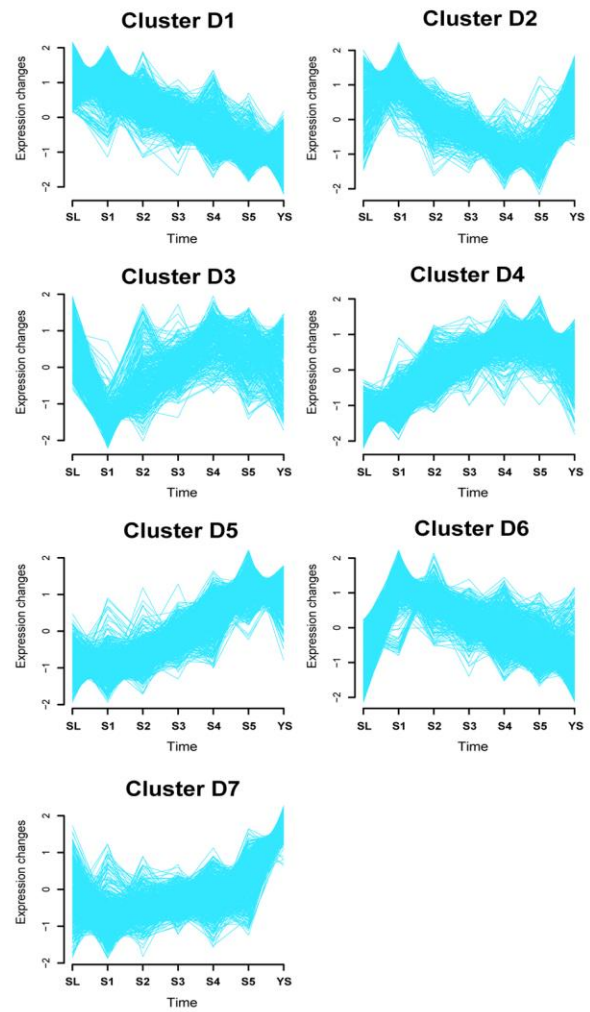 Cluster D1
Expression changes
2
1
0
−1
−2
SL S1 S2 S3 S4 S5 YS
Time
Cluster D2
Expression changes
2
1
0
−1
−2
SL S1 S2 S3 S4 S5 YS
Time
Cluster D3
Expression changes
2
1
0
−1
−2
SL S1 S2 S3 S4 S5 YS
Time
Cluster D4
Expression changes
2
1
0
−1
−2
SL S1 S2 S3 S4 S5 YS
Time
Cluster D5
Expression changes
2
1
0
−1
−2
SL S1 S2 S3 S4 S5 YS
Time
Cluster D6
Expression changes
2
1
0
−1
−2
SL S1 S2 S3 S4 S5 YS
Time
Cluster D7
Expression changes
2
1
0
−1
−2
SL S1 S2 S3 S4 S5 YS
Time